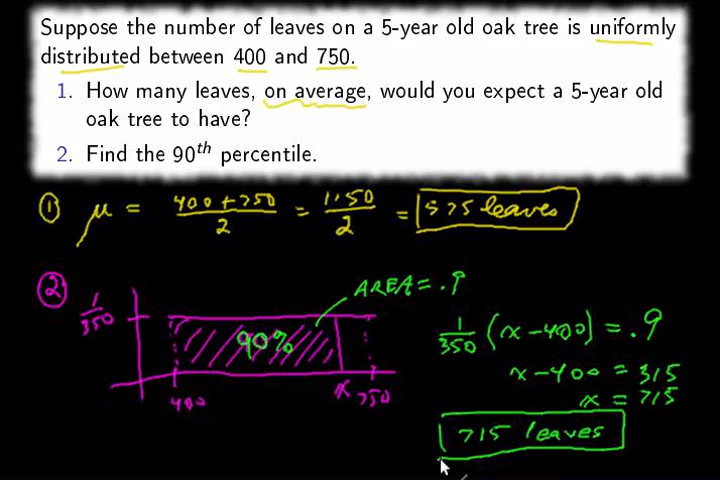 Suppose the number of leaves on a 5-year old oak tree is uniformly
distributed between 400 and 750.
1. How many leaves, on average, would you expect a 5-year old
oak tree to have?
2. Find the 90th percentile.
① μ = (400+750)/2 = 1150/2 = 575 leaves
② 1/350 90% AREA = .9
400 x 750
1/350 (x-400) = .9
x-400 = 315
x = 715
715 leaves